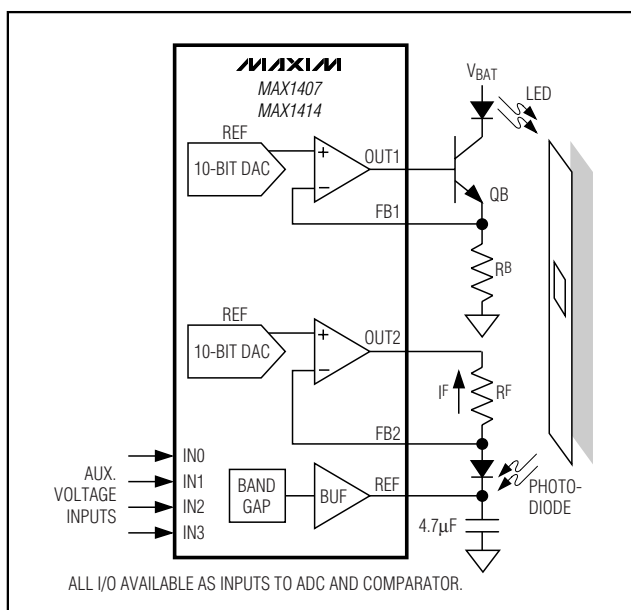 MAXIM
MAX1407
MAX1414
VBAT
LED
REF
10-BIT DAC
+
−
OUT1
QB
FB1
RB
REF
10-BIT DAC
+
−
OUT2
IF
RF
FB2
AUX.
VOLTAGE
INPUTS
IN0
IN1
IN2
IN3
BAND
GAP
BUF
REF
PHOTO-
DIODE
4.7µF
ALL I/O AVAILABLE AS INPUTS TO ADC AND COMPARATOR.